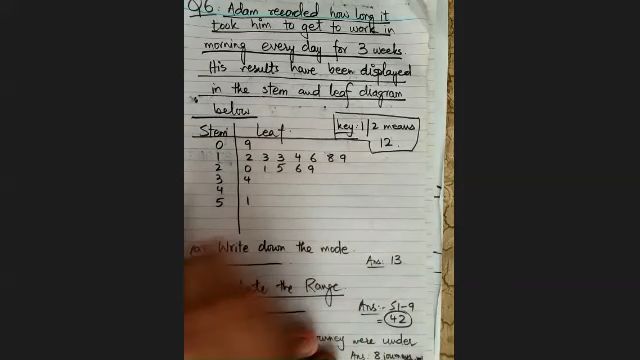 Q6: Adam recorded how long it
took him to get to work in
morning every day for 3 weeks.
His results have been displayed
in the stem and leaf diagram
below
Stem Leaf
key: 1|2 means
12.
0 9
1 2 3 3 4 6 8 9
2 0 1 5 6 9
3 4
4
5 1
Write down the mode
Ans: 13
the Range
Ans:- 51-9
= 42
were under
Ans: 8 journeys